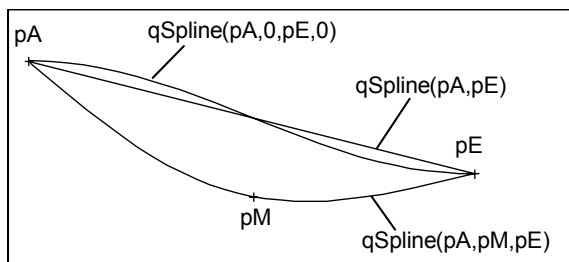 qSpline(pA,0,pE,0)
pA
qSpline(pA,pE)
pE
pM
qSpline(pA,pM,pE)